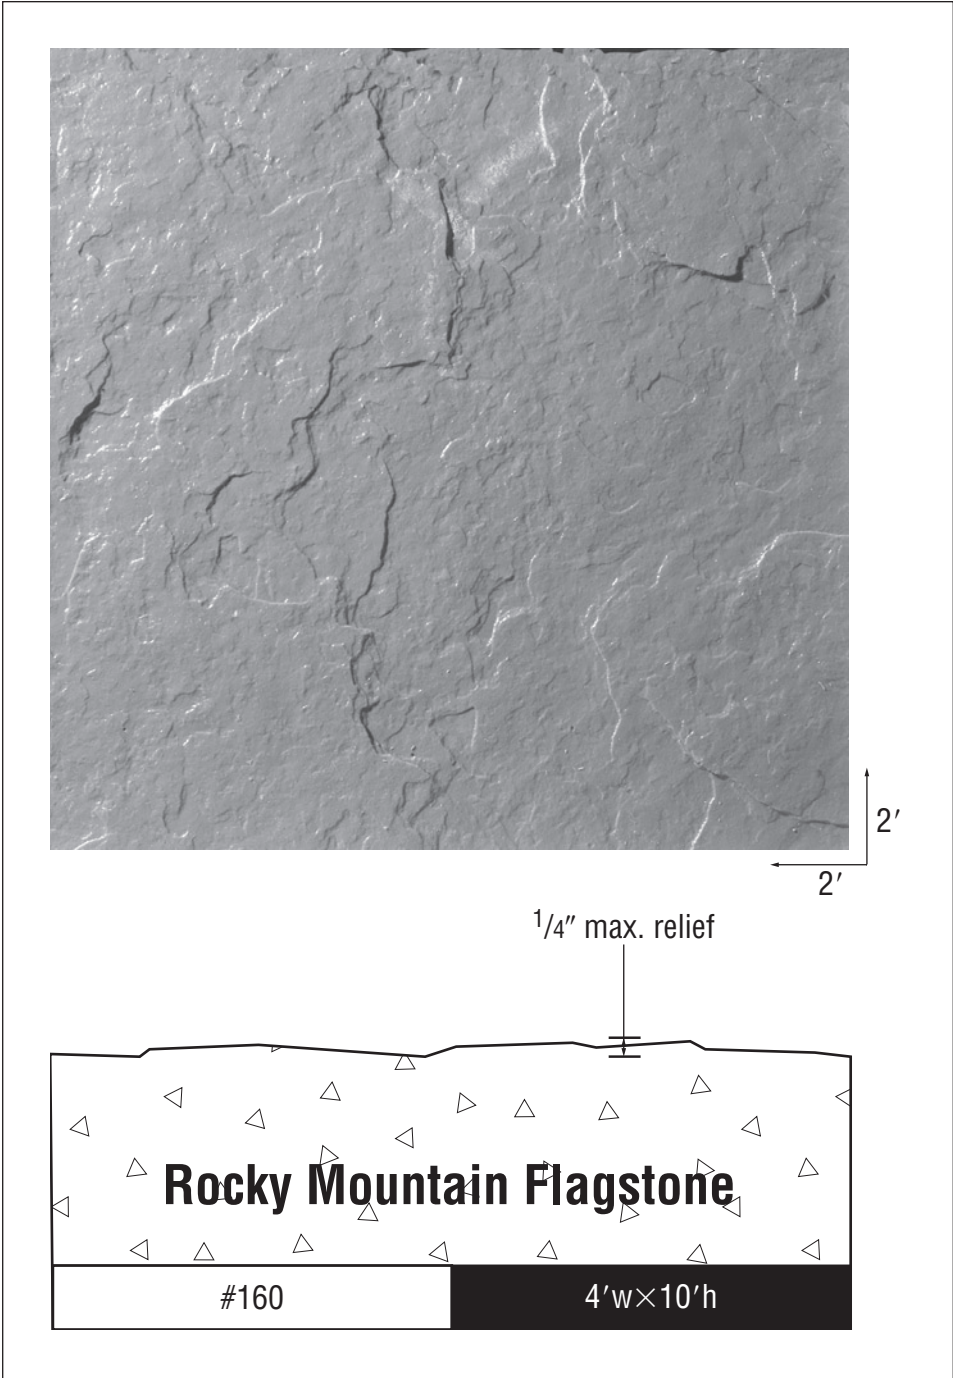 2′
2′
1/4″ max. relief
Rocky Mountain Flagstone
#160
4′w×10′h